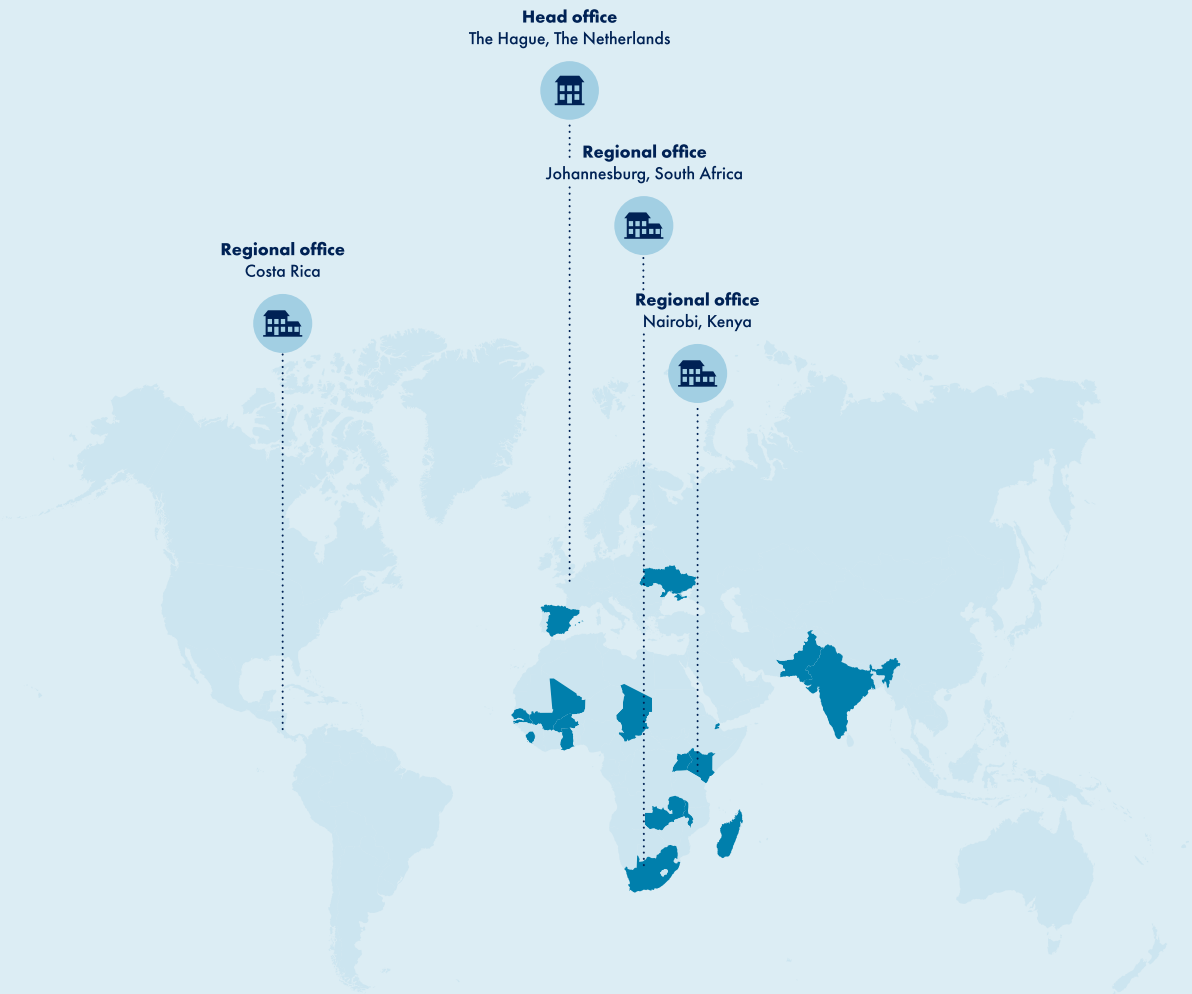 Head office
The Hague, The Netherlands
Regional office
Johannesburg, South Africa
Regional office
Costa Rica
Regional office
Nairobi, Kenya